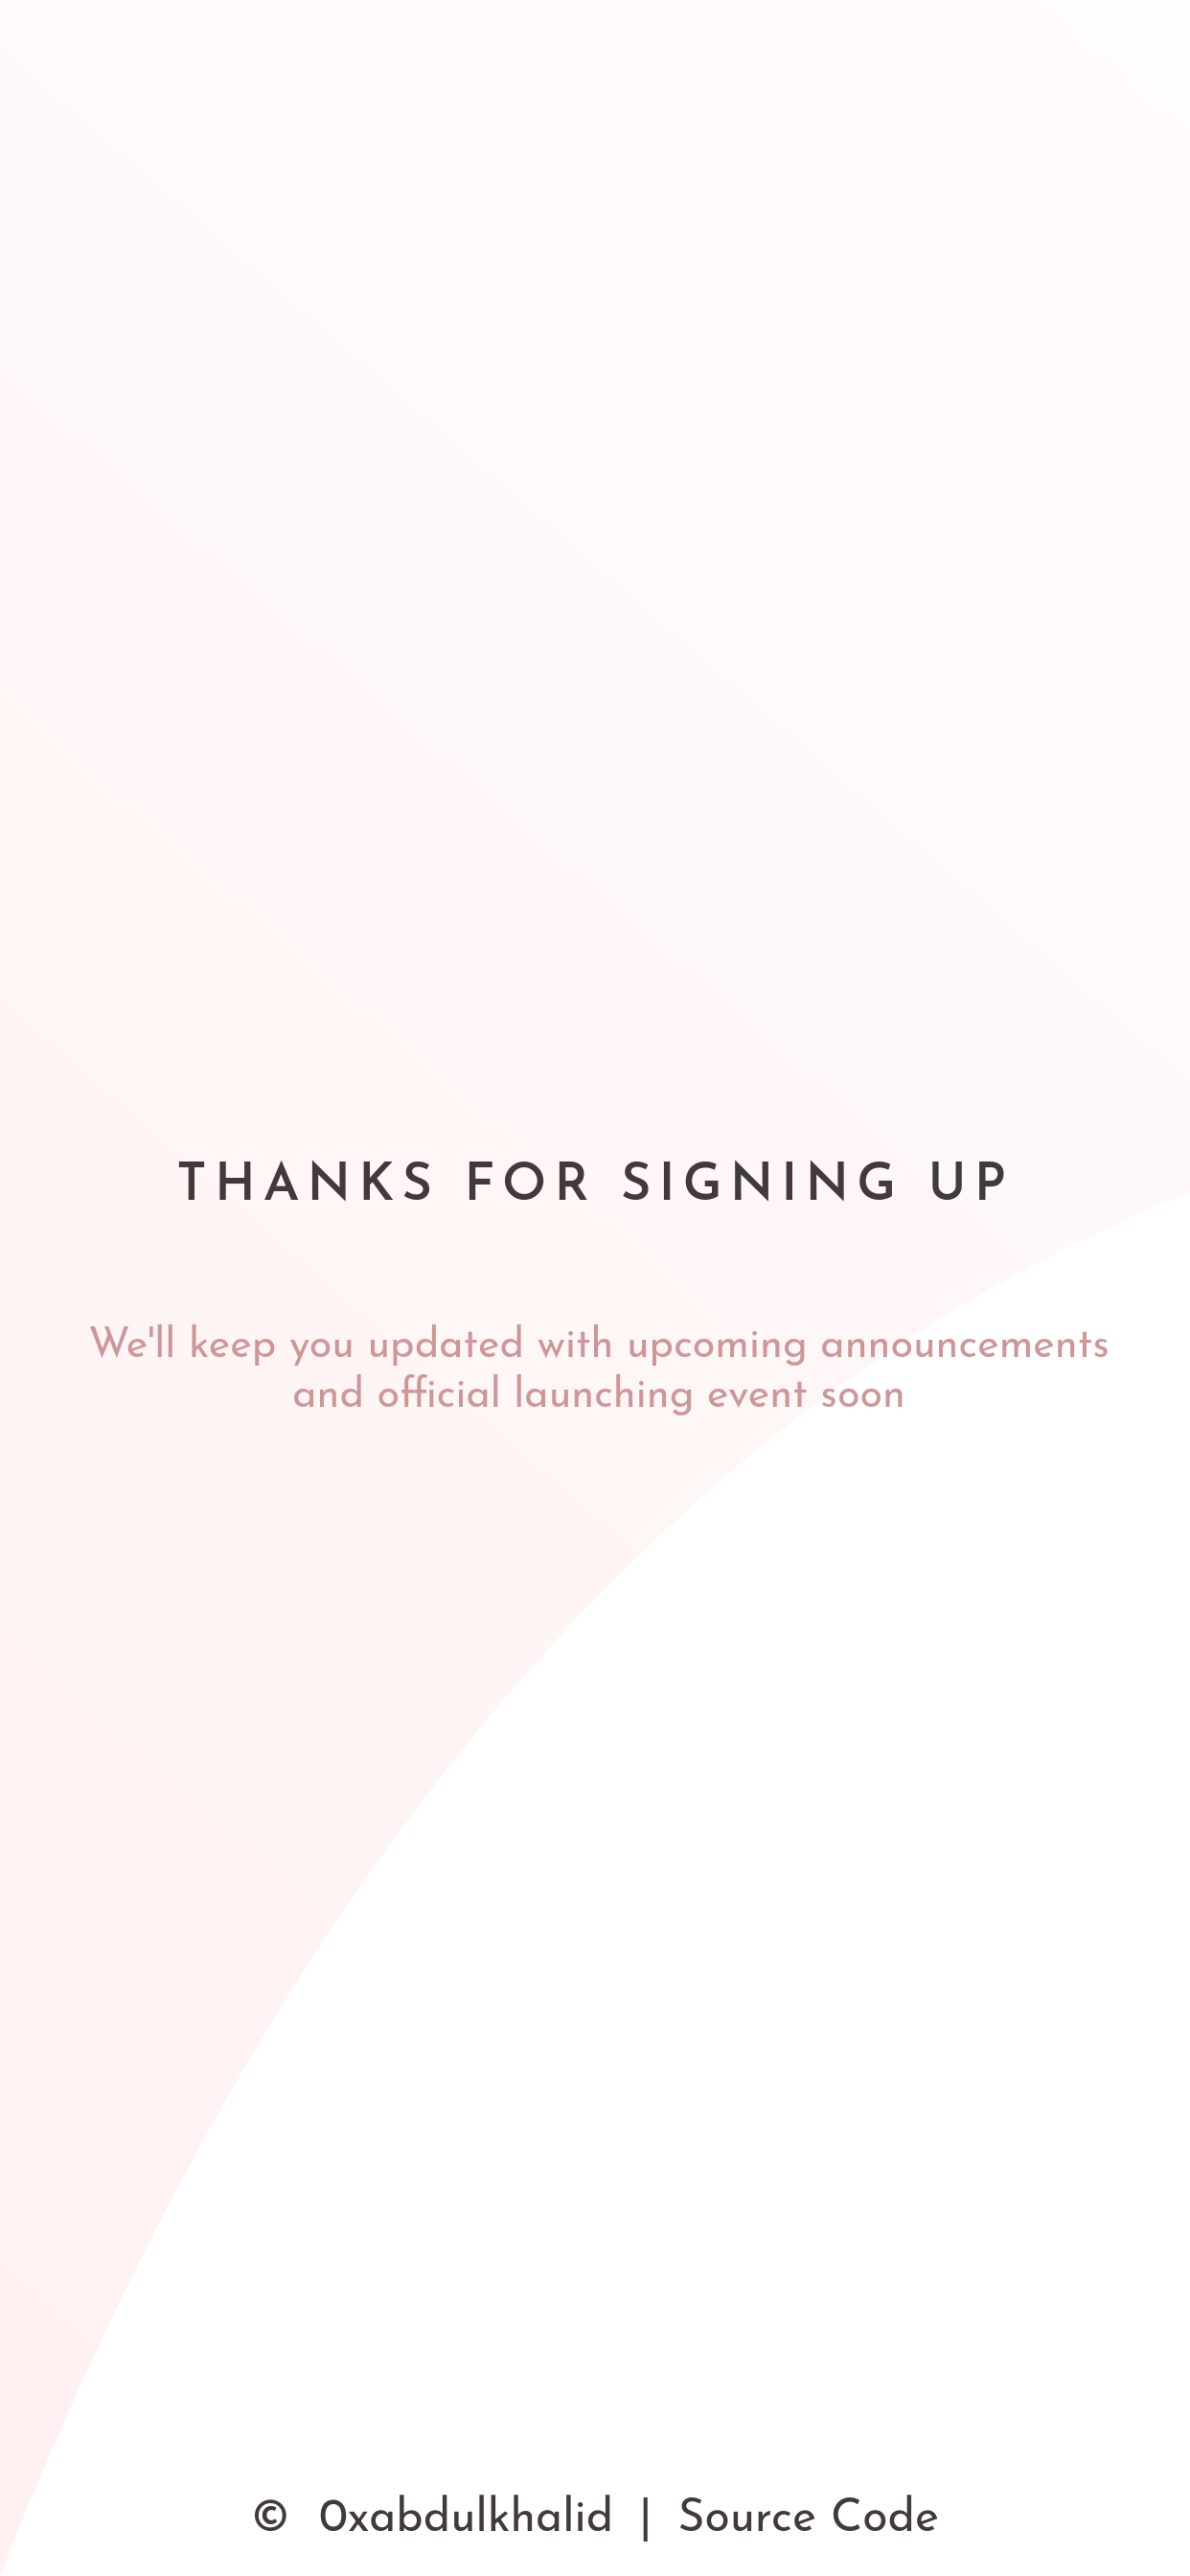 THANKS FOR SIGNING UP
We'll keep you updated with upcoming announcements
and official launching event soon
© 0xabdulkhalid | Source Code